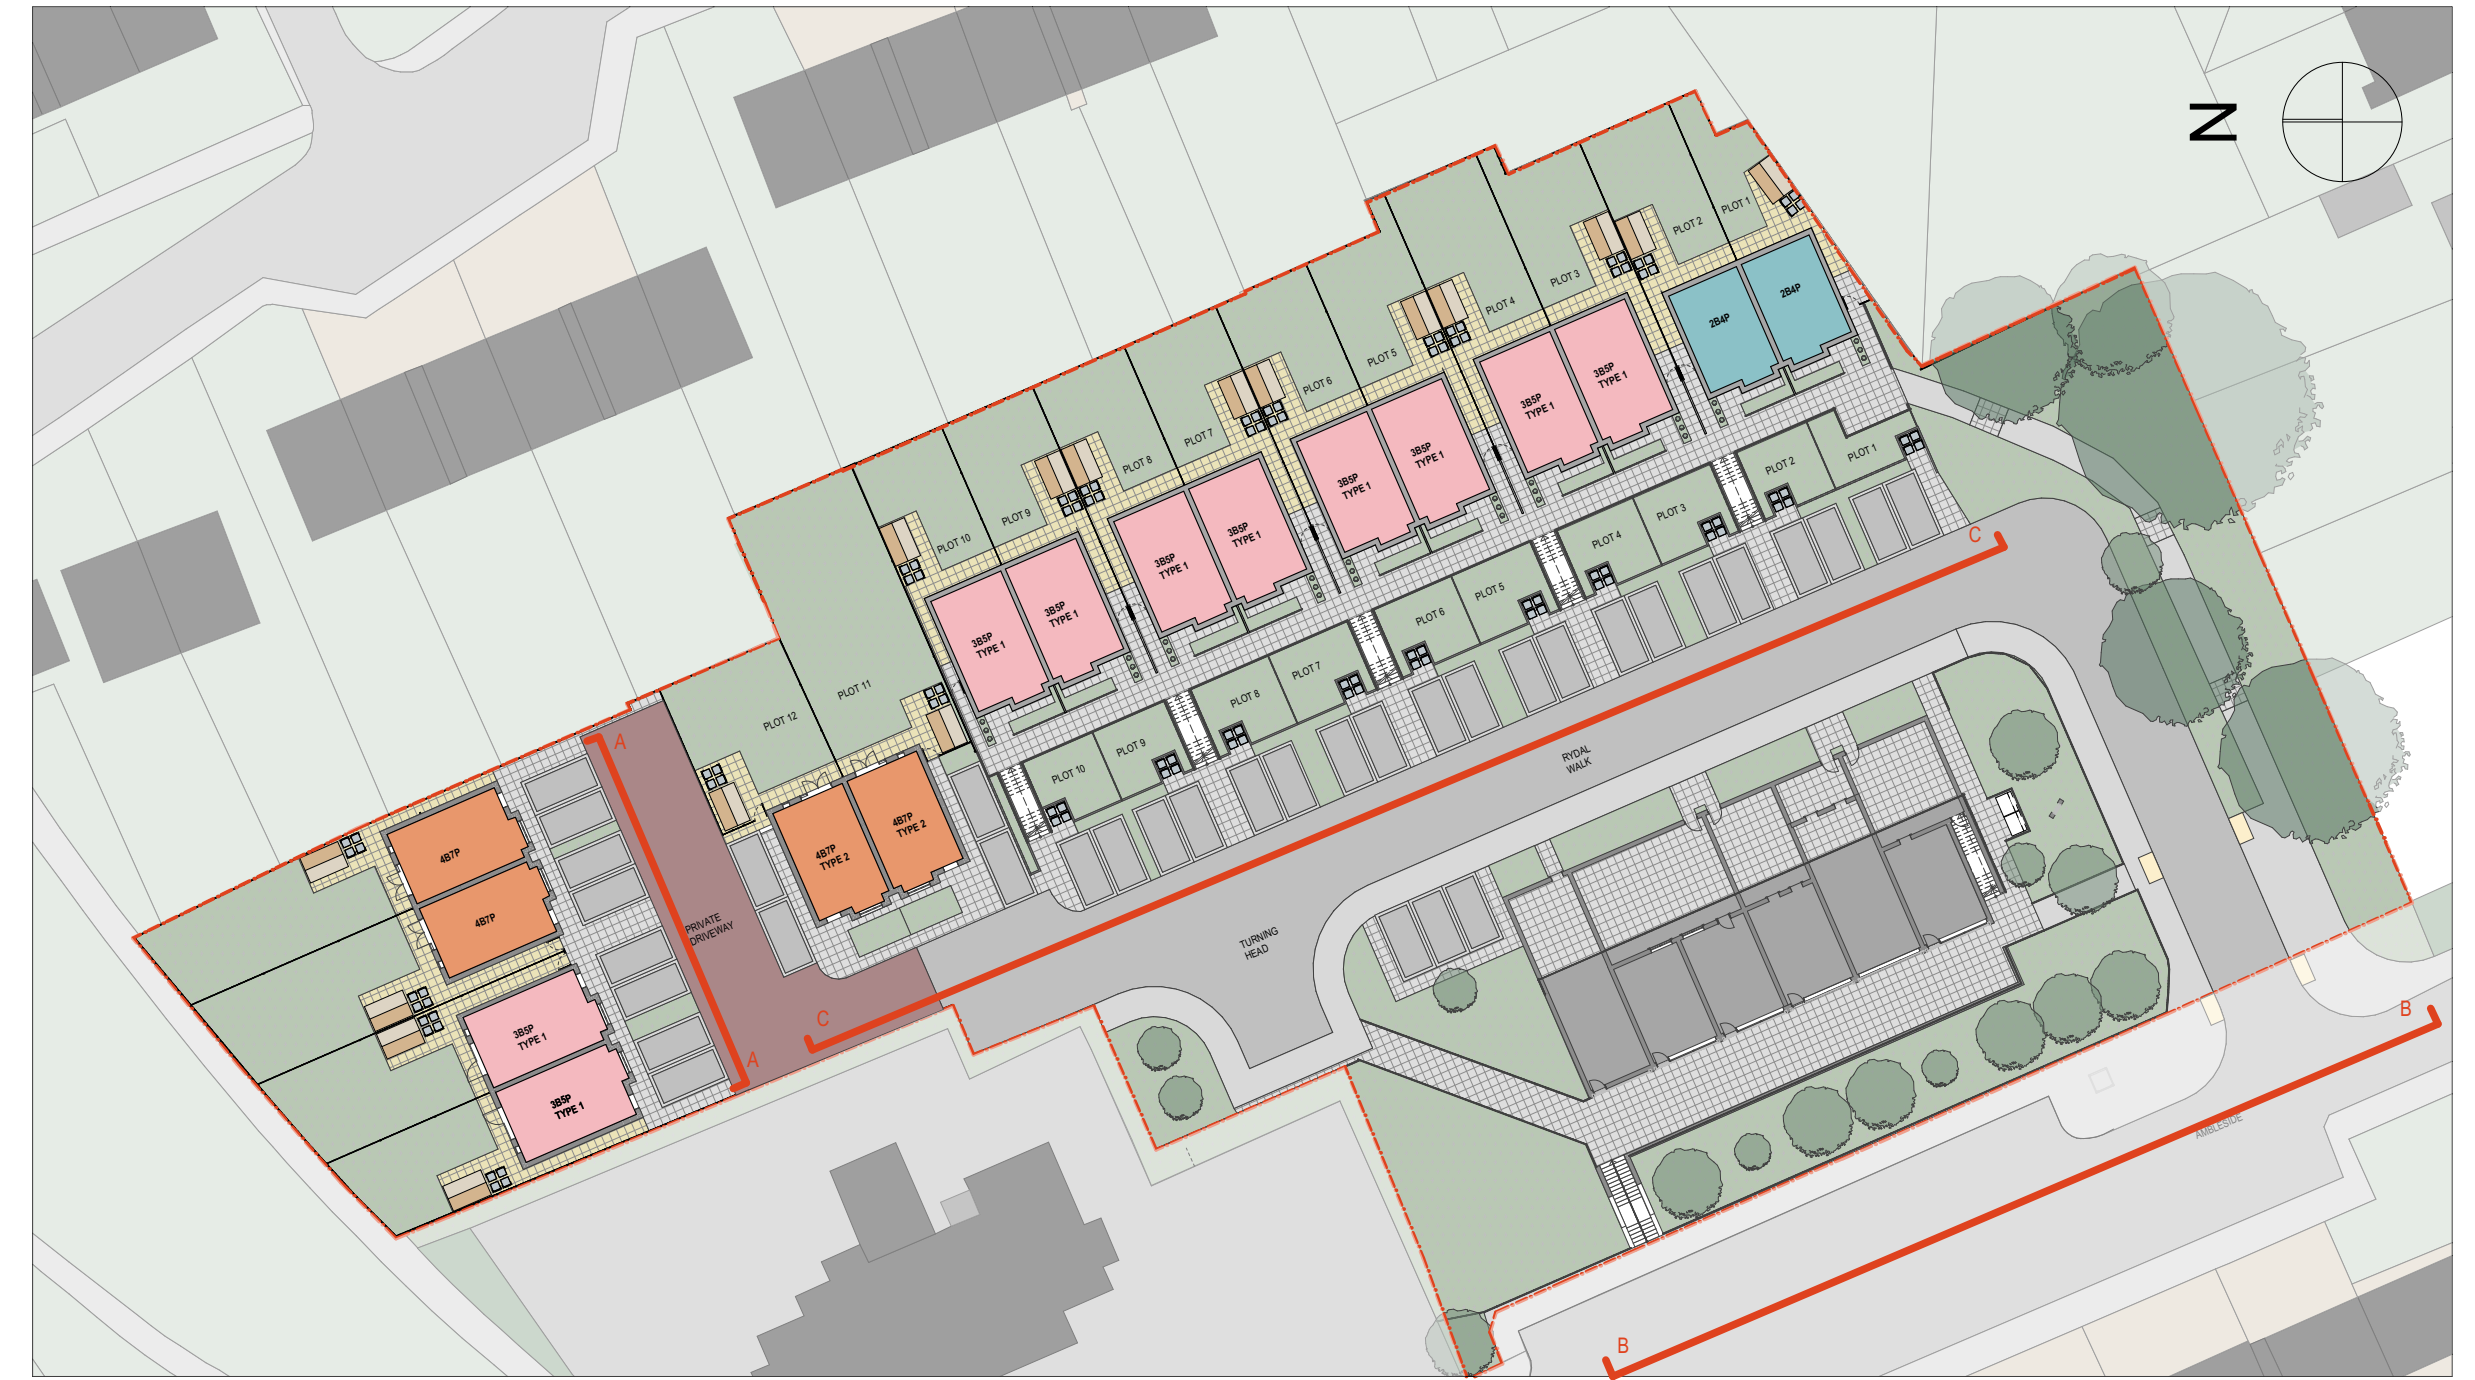 N
PLOT 1
PLOT 2
PLOT 3
PLOT 4
PLOT 5
PLOT 6
PLOT 7
PLOT 8
PLOT 9
PLOT 10
PLOT 11
PLOT 12
2B4P
2B4P
3B5P
TYPE 1
3B5P
TYPE 1
3B5P
TYPE 1
3B5P
TYPE 1
3B5P
TYPE 1
3B5P
TYPE 1
3B5P
TYPE 1
3B5P
TYPE 1
4B7P
TYPE 2
4B7P
TYPE 2
4B7P
4B7P
3B5P
TYPE 1
3B5P
TYPE 1
PLOT 1
PLOT 2
PLOT 3
PLOT 4
PLOT 5
PLOT 6
PLOT 7
PLOT 8
PLOT 9
PLOT 10
A
A
PRIVATE
DRIVEWAY
C
C
TURNING
HEAD
RYDAL
WALK
B
B
AMBLESIDE